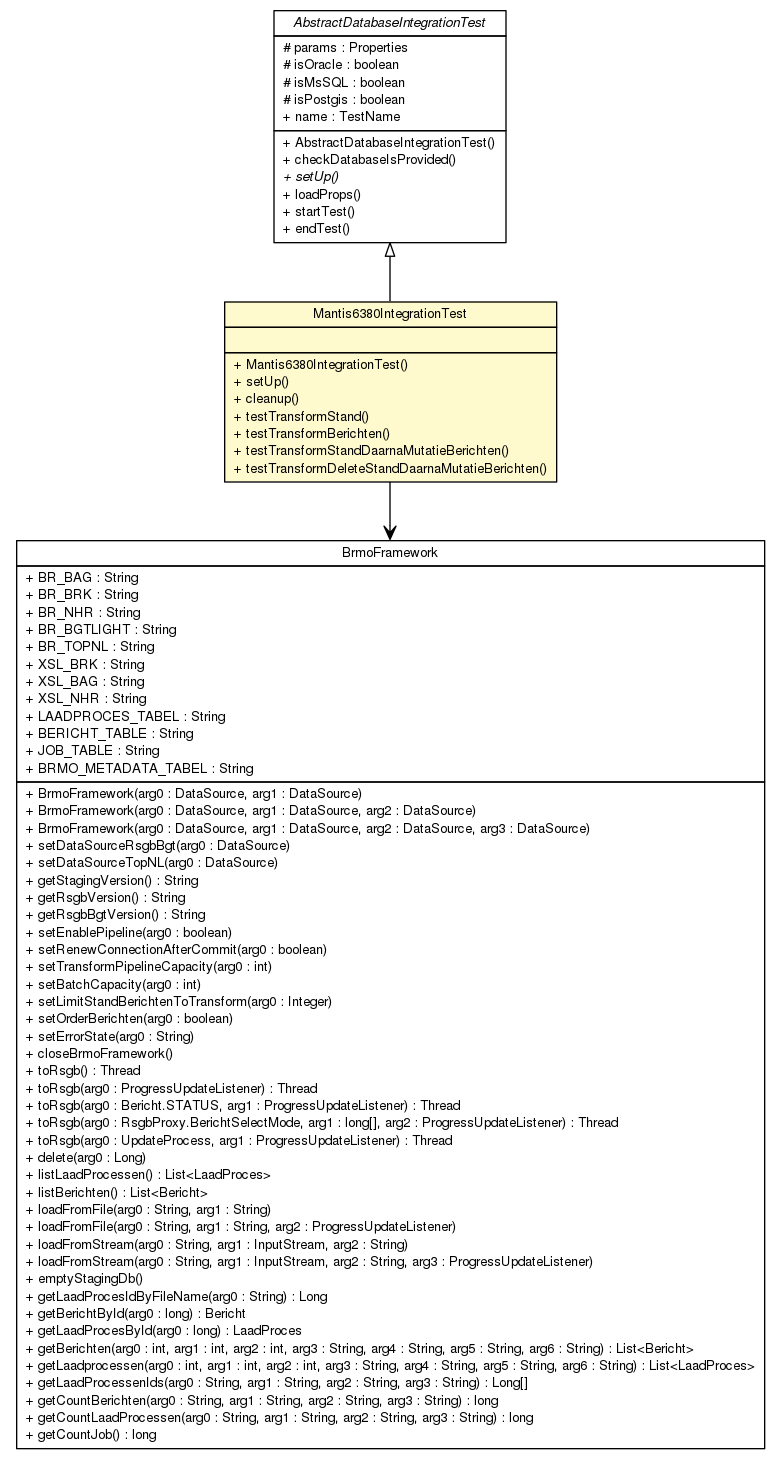 AbstractDatabaseIntegrationTest
# params : Properties
# isOracle : boolean
# isMsSQL : boolean
# isPostgis : boolean
+ name : TestName
+ AbstractDatabaseIntegrationTest()
+ checkDatabaseIsProvided()
+ setUp()
+ loadProps()
+ startTest()
+ endTest()
Mantis6380IntegrationTest
+ Mantis6380IntegrationTest()
+ setUp()
+ cleanup()
+ testTransformStand()
+ testTransformBerichten()
+ testTransformStandDaarnaMutatieBerichten()
+ testTransformDeleteStandDaarnaMutatieBerichten()
BrmoFramework
+ BR_BAG : String
+ BR_BRK : String
+ BR_NHR : String
+ BR_BGTLIGHT : String
+ BR_TOPNL : String
+ XSL_BRK : String
+ XSL_BAG : String
+ XSL_NHR : String
+ LAADPROCES_TABEL : String
+ BERICHT_TABLE : String
+ JOB_TABLE : String
+ BRMO_METADATA_TABEL : String
+ BrmoFramework(arg0 : DataSource, arg1 : DataSource)
+ BrmoFramework(arg0 : DataSource, arg1 : DataSource, arg2 : DataSource)
+ BrmoFramework(arg0 : DataSource, arg1 : DataSource, arg2 : DataSource, arg3 : DataSource)
+ setDataSourceRsgbBgt(arg0 : DataSource)
+ setDataSourceTopNL(arg0 : DataSource)
+ getStagingVersion() : String
+ getRsgbVersion() : String
+ getRsgbBgtVersion() : String
+ setEnablePipeline(arg0 : boolean)
+ setRenewConnectionAfterCommit(arg0 : boolean)
+ setTransformPipelineCapacity(arg0 : int)
+ setBatchCapacity(arg0 : int)
+ setLimitStandBerichtenToTransform(arg0 : Integer)
+ setOrderBerichten(arg0 : boolean)
+ setErrorState(arg0 : String)
+ closeBrmoFramework()
+ toRsgb() : Thread
+ toRsgb(arg0 : ProgressUpdateListener) : Thread
+ toRsgb(arg0 : Bericht.STATUS, arg1 : ProgressUpdateListener) : Thread
+ toRsgb(arg0 : RsgbProxy.BerichtSelectMode, arg1 : long[], arg2 : ProgressUpdateListener) : Thread
+ toRsgb(arg0 : UpdateProcess, arg1 : ProgressUpdateListener) : Thread
+ delete(arg0 : Long)
+ listLaadProcessen() : List<LaadProces>
+ listBerichten() : List<Bericht>
+ loadFromFile(arg0 : String, arg1 : String)
+ loadFromFile(arg0 : String, arg1 : String, arg2 : ProgressUpdateListener)
+ loadFromStream(arg0 : String, arg1 : InputStream, arg2 : String)
+ loadFromStream(arg0 : String, arg1 : InputStream, arg2 : String, arg3 : ProgressUpdateListener)
+ emptyStagingDb()
+ getLaadProcesIdByFileName(arg0 : String) : Long
+ getBerichtById(arg0 : long) : Bericht
+ getLaadProcesById(arg0 : long) : LaadProces
+ getBerichten(arg0 : int, arg1 : int, arg2 : int, arg3 : String, arg4 : String, arg5 : String, arg6 : String) : List<Bericht>
+ getLaadprocessen(arg0 : int, arg1 : int, arg2 : int, arg3 : String, arg4 : String, arg5 : String, arg6 : String) : List<LaadProces>
+ getLaadProcessenIds(arg0 : String, arg1 : String, arg2 : String, arg3 : String) : Long[]
+ getCountBerichten(arg0 : String, arg1 : String, arg2 : String, arg3 : String) : long
+ getCountLaadProcessen(arg0 : String, arg1 : String, arg2 : String, arg3 : String) : long
+ getCountJob() : long